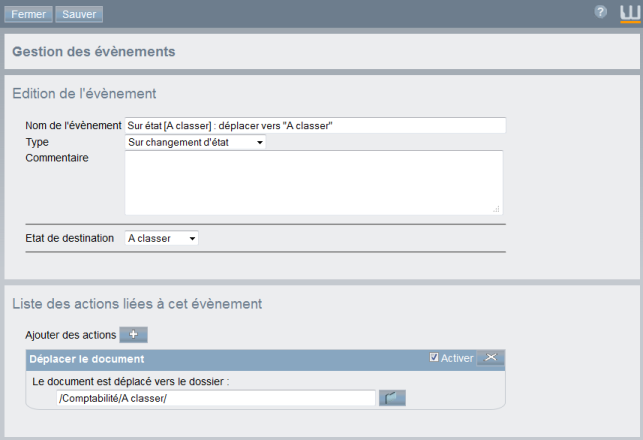 Fermer Sauver ?
Gestion des évènements
Edition de l'évènement
Nom de l'évènement Sur état [A classer] : déplacer vers "A classer"
Type Sur changement d'état
Commentaire
Etat de destination A classer
Liste des actions liées à cet évènement
Ajouter des actions +
Déplacer le document Activer
Le document est déplacé vers le dossier :
/Comptabilité/A classer/